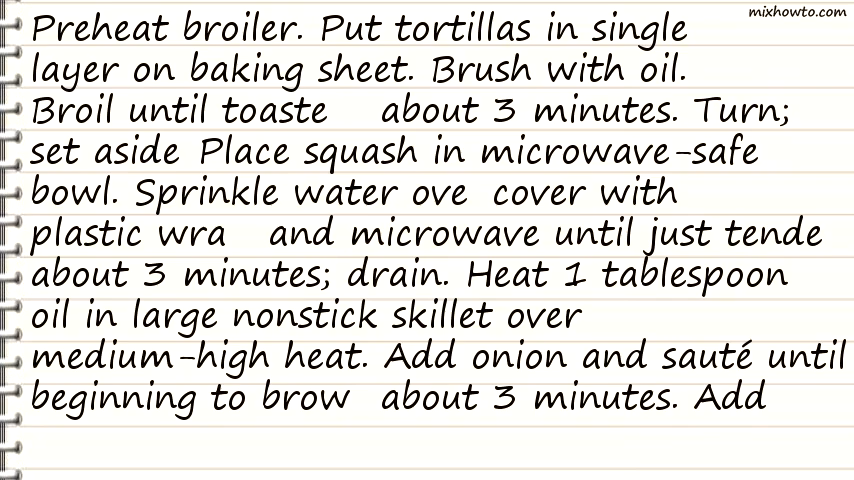 mixhowto.com
Preheat broiler. Put tortillas in single
layer on baking sheet. Brush with oil.
Broil until toaste about 3 minutes. Turn;
set aside Place squash in microwave-safe
bowl. Sprinkle water ove cover with
plastic wra and microwave until just tende
about 3 minutes; drain. Heat 1 tablespoon
oil in large nonstick skillet over
medium-high heat. Add onion and sauté until
beginning to brow about 3 minutes. Add